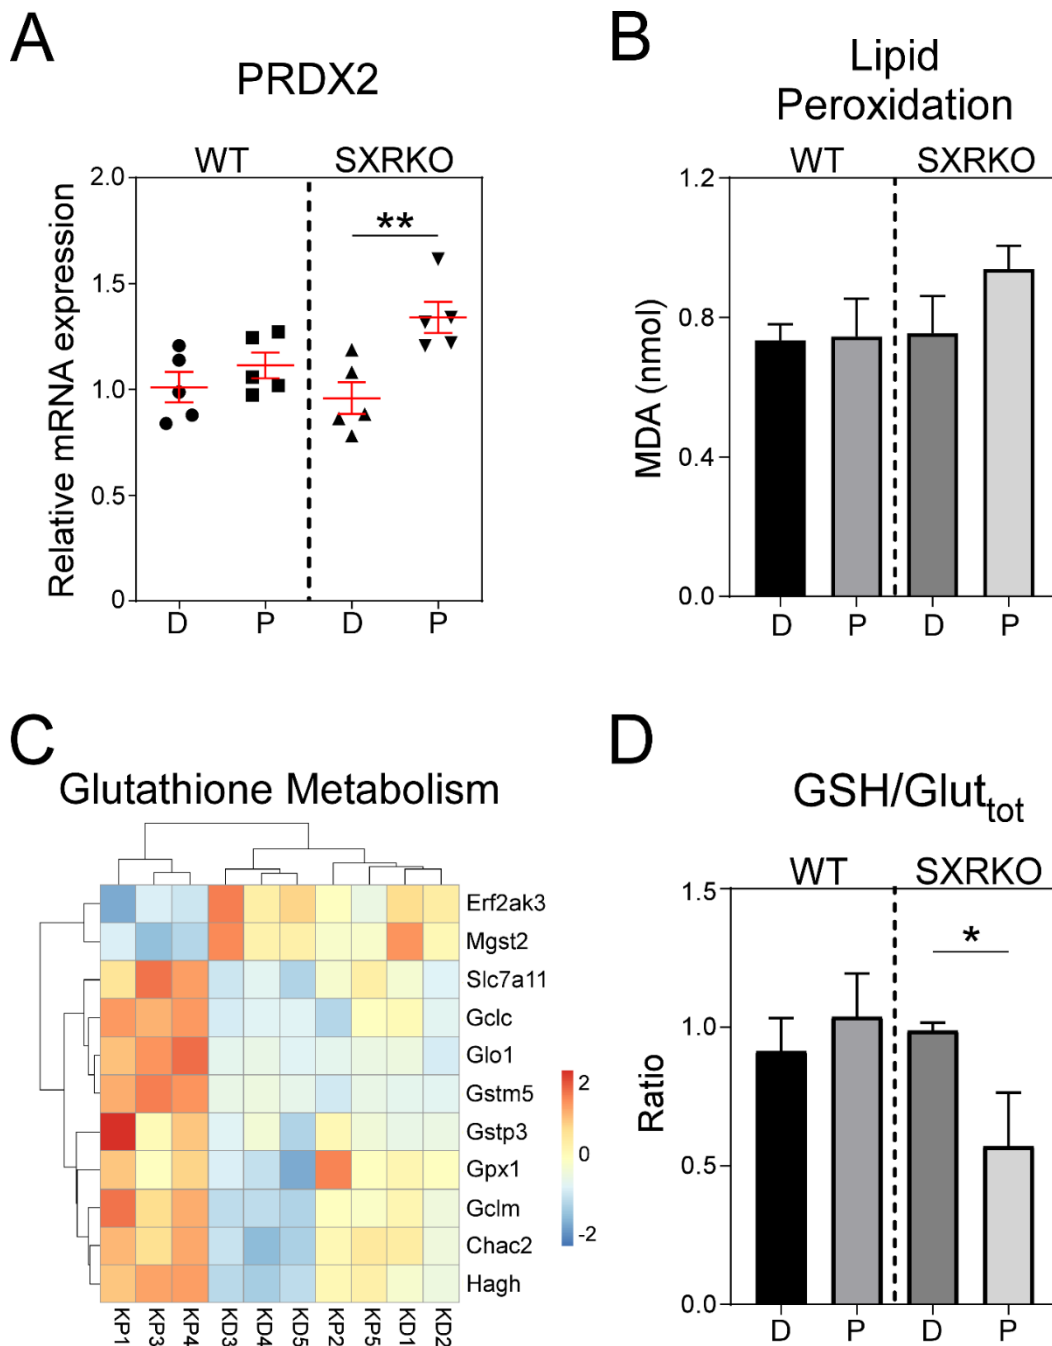 A
PRDX2
WT SXRKO
Relative mRNA expression
2.0
1.5
1.0
0.5
0
**
D P D P
B
Lipid
Peroxidation
WT SXRKO
MDA (nmol)
1.2
0.8
0.4
0.0
D P D P
C
Glutathione Metabolism
Erf2ak3
Mgst2
Slc7a11
Gclc
Glo1
Gstm5
Gstp3
Gpx1
Gclm
Chac2
Hagh
KP1 KP3 KP4 KD3 KD4 KD5 KP2 KP5 KD1 KD2
2
0
-2
D
GSH/Glut_tot
WT SXRKO
Ratio
1.5
1.0
0.5
0.0
*
D P D P